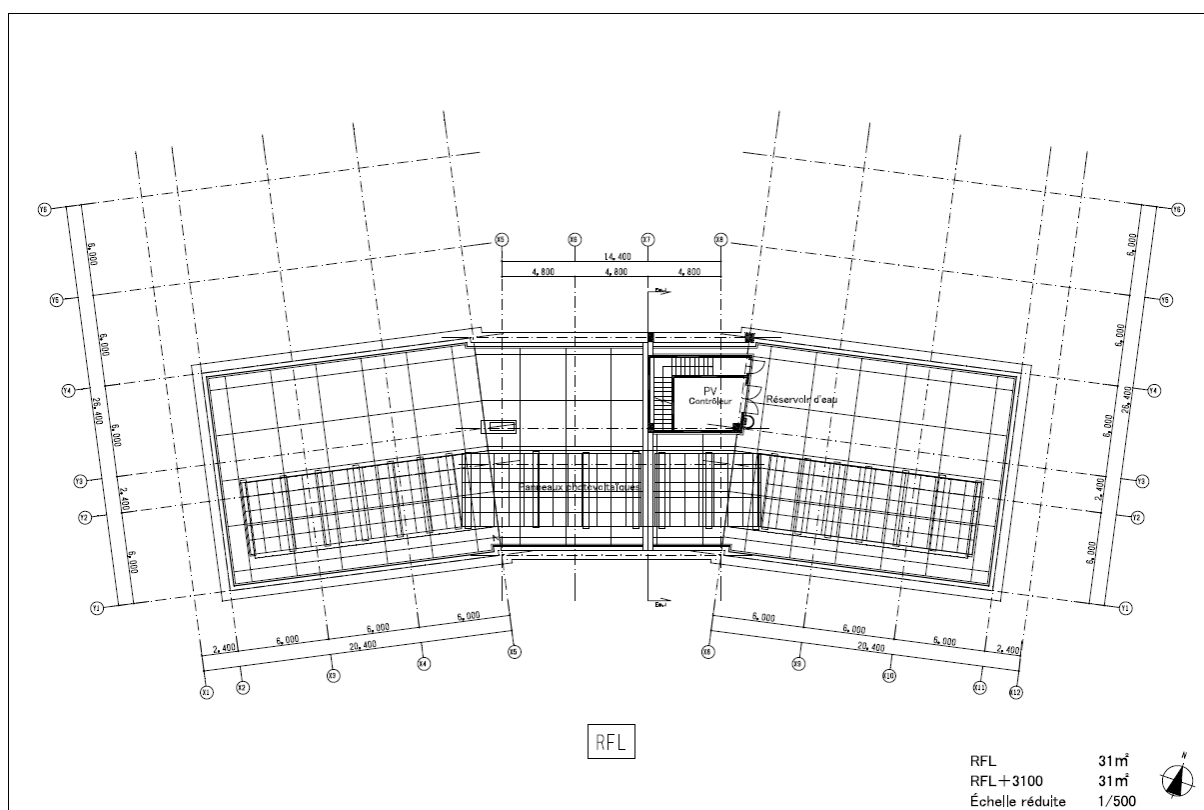 Y6
Y6
6,000
6,000
X5
X6
X7
X8
14,400
4,800
4,800
4,800
Y5
Y5
6,000
6,000
26,400
26,400
Y4
Y4
PV
Contrôleur
Réservoir d'eau
6,000
6,000
Y3
Y3
2,400
2,400
Panneaux photovoltaïques
Y2
Y2
6,000
6,000
Y1
Y1
2,400
6,000
6,000
6,000
20,400
6,000
6,000
6,000
2,400
20,400
X1
X2
X3
X4
X5
X8
X9
X10
X11
X12
RFL
RFL 31㎡
RFL+3100 31㎡
Échelle réduite 1/500
N